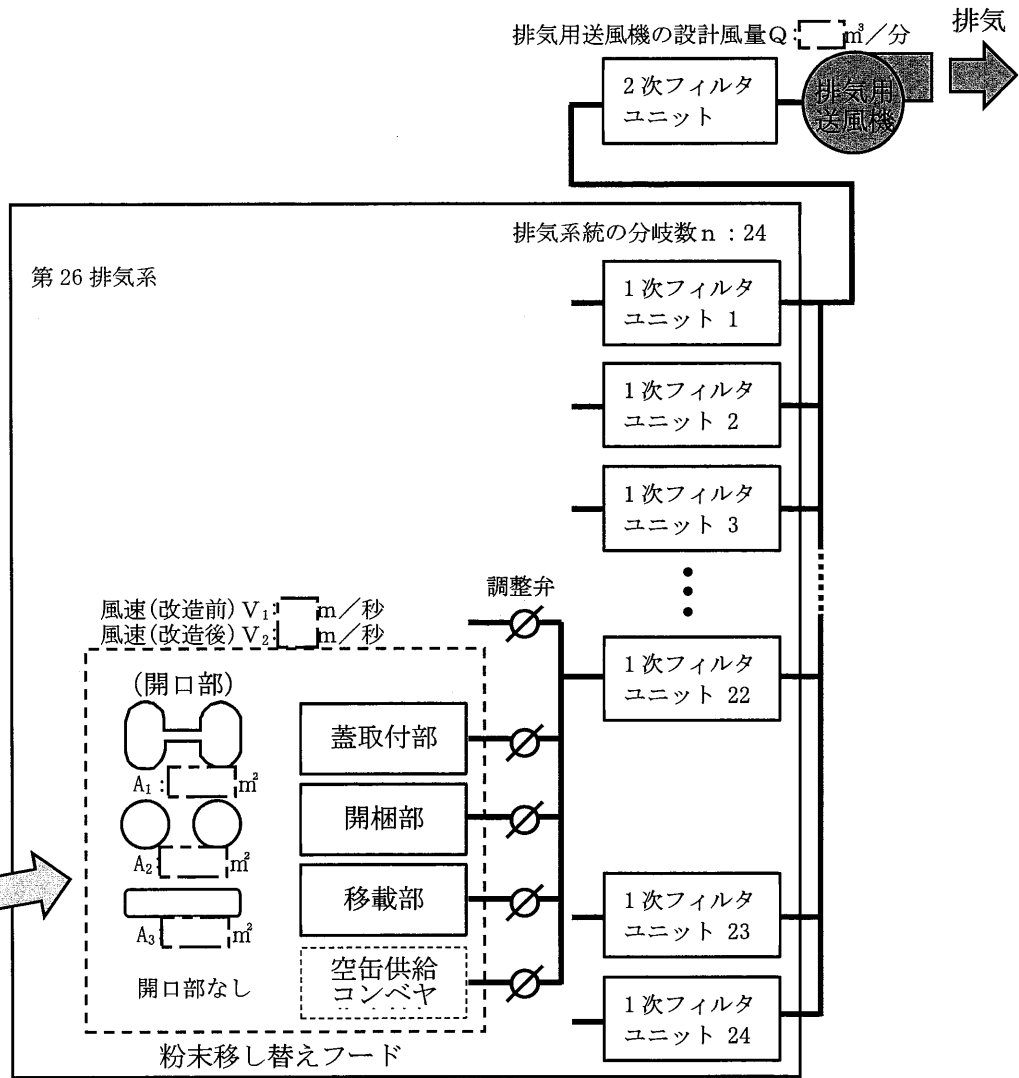 排気用送風機の設計風量Q: m³/分
排気
2次フィルタ
ユニット
排気用
送風機
排気系統の分岐数n:24
第26排気系
1次フィルタ
ユニット 1
1次フィルタ
ユニット 2
1次フィルタ
ユニット 3
調整弁
風速(改造前)V₁: m/秒
風速(改造後)V₂: m/秒
1次フィルタ
ユニット 22
(開口部)
蓋取付部
A₁: m²
開梱部
A₂: m²
移載部
A₃: m²
1次フィルタ
ユニット 23
開口部なし
空缶供給
コンベヤ
1次フィルタ
ユニット 24
粉末移し替えフード